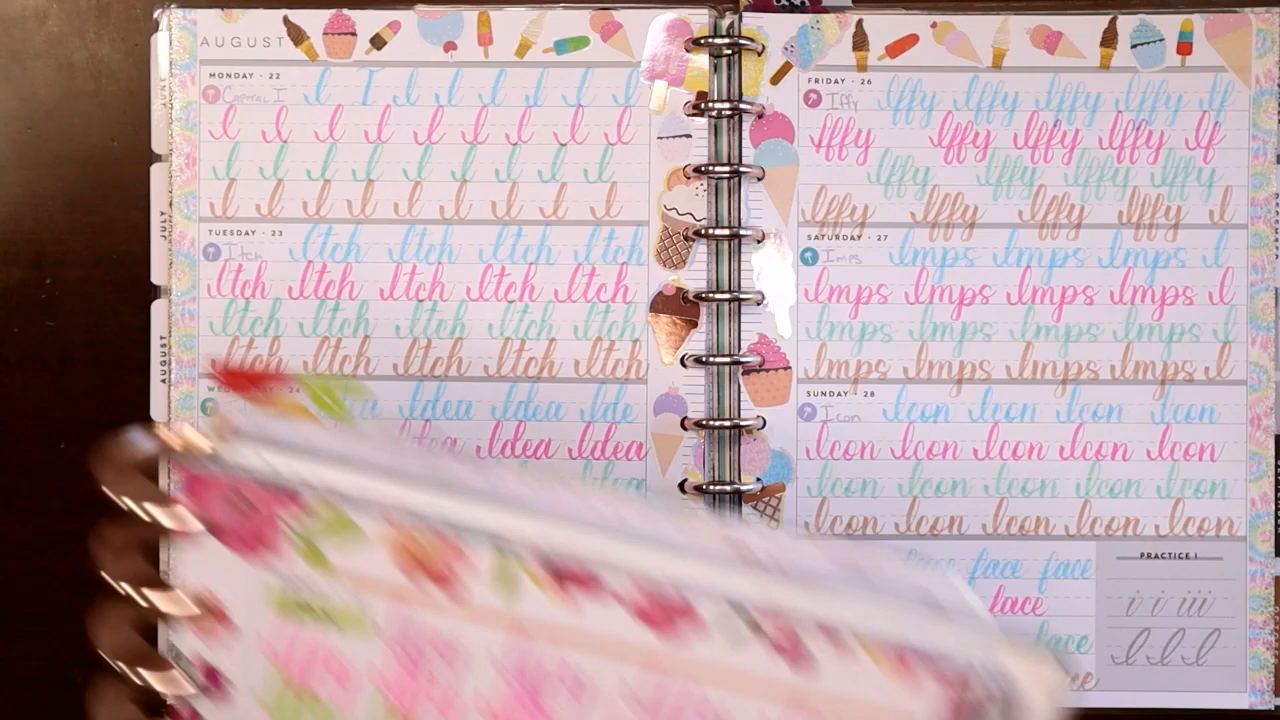 AUGUST
JUNE
JULY
AUGUST
MONDAY · 22
Capital I I I I I I I I
I I I I I I I I I
I I I I I I I I
I I I I I I I I I
TUESDAY · 23
Itch Itch Itch Itch Itch
Itch Itch Itch Itch Itch
Itch Itch Itch Itch Itch
Itch Itch Itch Itch Itch
24
Idea Idea Ide
Idea Idea Idea
Idea
FRIDAY · 26
Iffy Iffy Iffy Iffy Iffy If
Iffy Iffy Iffy Iffy If
Iffy Iffy Iffy Iffy
Iffy Iffy Iffy Iffy I
SATURDAY · 27
Imps Imps Imps Imps I
Imps Imps Imps Imps I
Imps Imps Imps Imps I
Imps Imps Imps Imps I
SUNDAY · 28
Icon Icon Icon Icon Icon
Icon Icon Icon Icon Icon
Icon Icon Icon Icon Icon
Icon Icon Icon Icon Icon
face face
face
PRACTICE I
i i iii
I I I